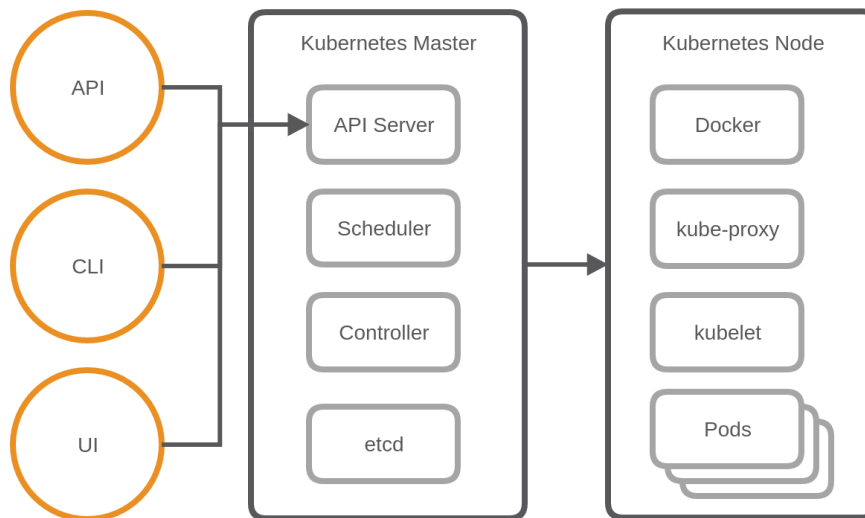 API
CLI
UI
Kubernetes Master
API Server
Scheduler
Controller
etcd
Kubernetes Node
Docker
kube-proxy
kubelet
Pods